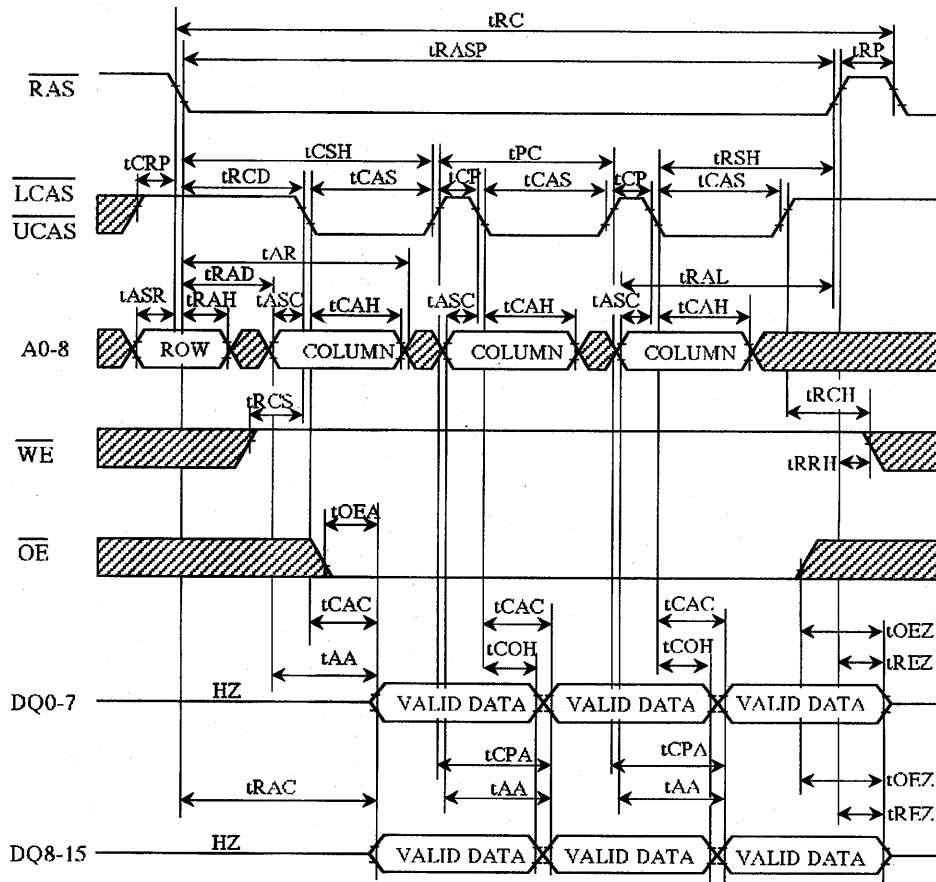 tRC
tRASP
tRP
RAS
tCSH
tPC
tRSH
tCRP
tRCD
tCAS
tCP
tCAS
tCP
tCAS
LCAS
UCAS
tAR
tRAD
tRAL
tASR
tRAH
tASC
tCAH
tASC
tCAH
tASC
tCAH
A0-8
ROW
COLUMN
COLUMN
COLUMN
tRCS
tRCH
WE
tRRH
tOEA
OE
tCAC
tCAC
tCAC
tOEZ
tAA
tCOH
tCOH
tREZ
DQ0-7
HZ
VALID DATA
VALID DATA
VALID DATA
tCPA
tCPA
tOEZ
tRAC
tAA
tAA
tREZ
DQ8-15
HZ
VALID DATA
VALID DATA
VALID DATA